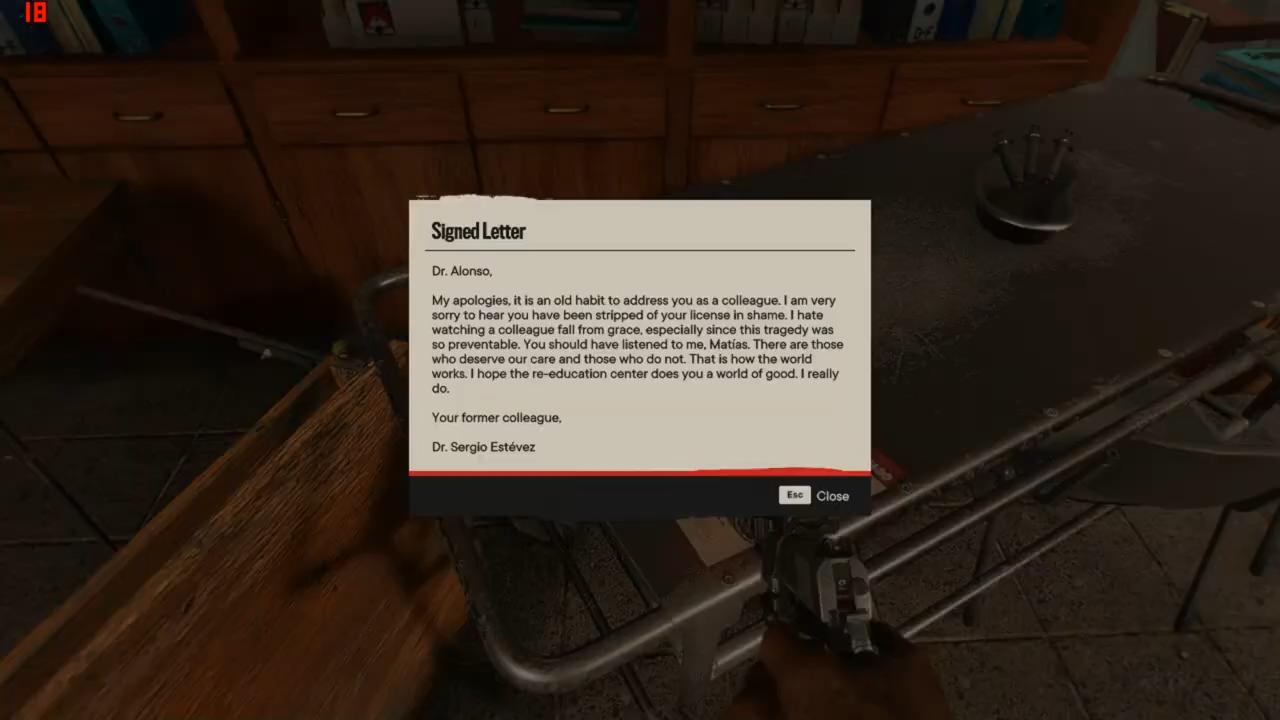 18
D-F
Signed Letter
Dr. Alonso,
My apologies, it is an old habit to address you as a colleague. I am very
sorry to hear you have been stripped of your license in shame. I hate
watching a colleague fall from grace, especially since this tragedy was
so preventable. You should have listened to me, Matías. There are those
who deserve our care and those who do not. That is how the world
works. I hope the re-education center does you a world of good. I really
do.
Your former colleague,
Dr. Sergio Estévez
Esc Close